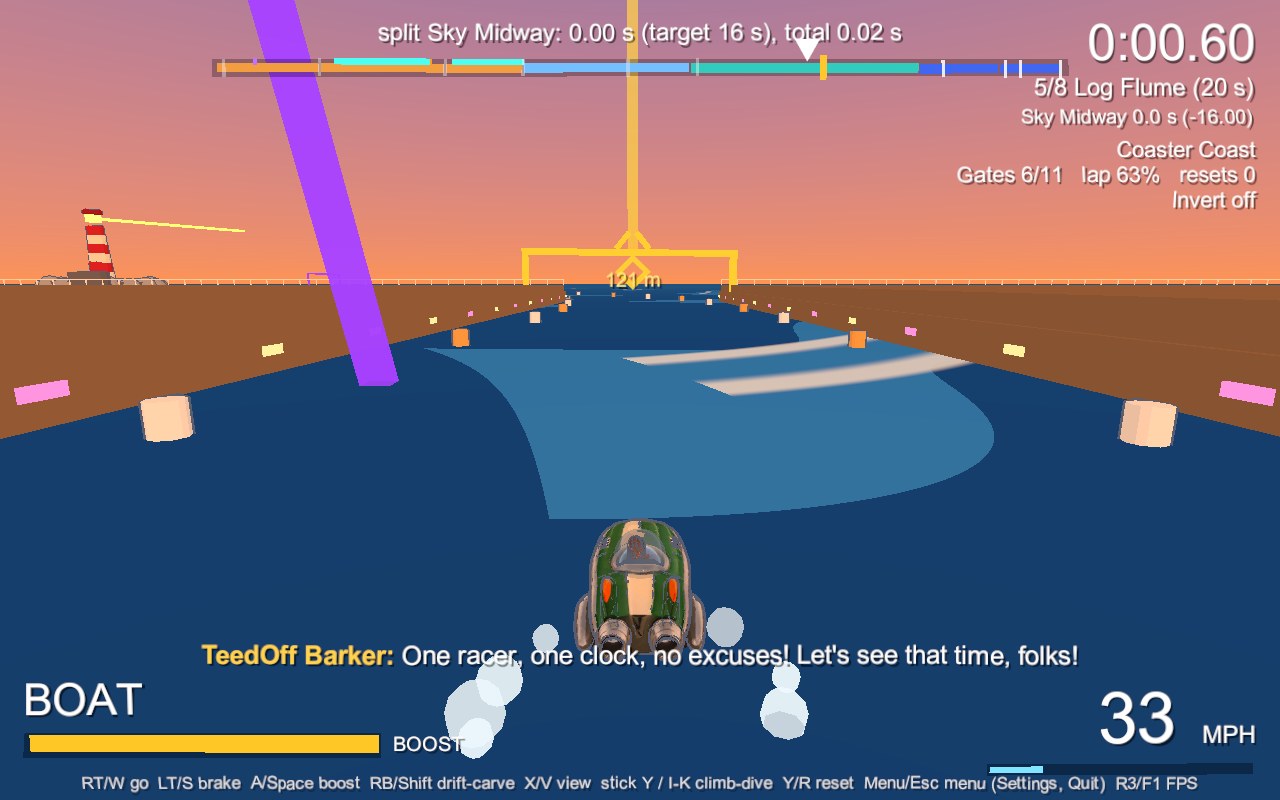 split Sky Midway: 0.00 s (target 16 s), total 0.02 s
0:00.60
5/8 Log Flume (20 s)
Sky Midway 0.0 s (-16.00)
Coaster Coast
Gates 6/11 lap 63% resets 0
Invert off
121 m
TeedOff Barker: One racer, one clock, no excuses! Let's see that time, folks!
BOAT
BOOST
33 MPH
RT/W go LT/S brake A/Space boost RB/Shift drift-carve X/V view stick Y / I-K climb-dive Y/R reset Menu/Esc menu (Settings, Quit) R3/F1 FPS